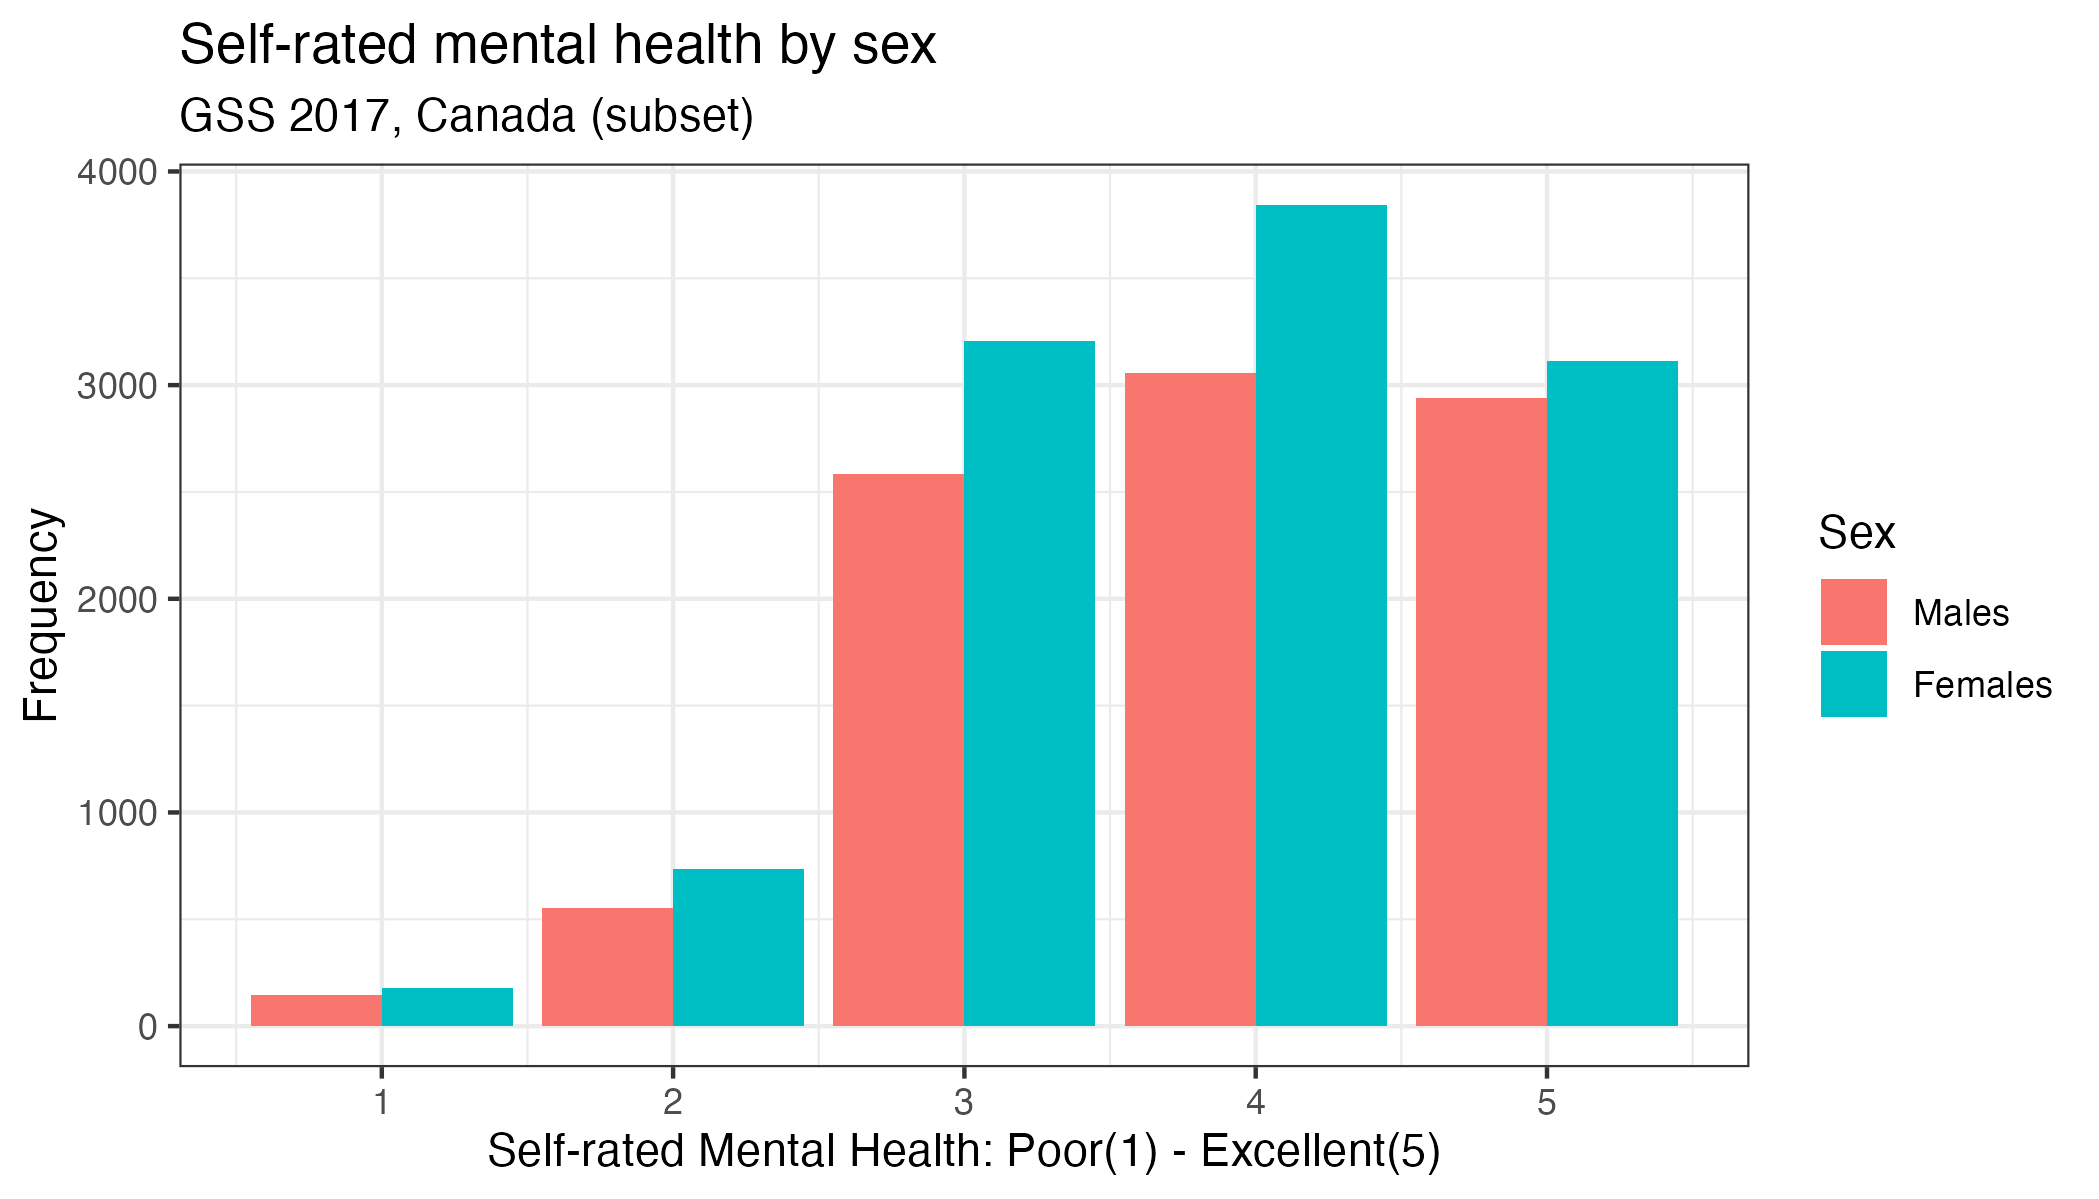 Self-rated mental health by sex
GSS 2017, Canada (subset)
4000
3000
2000
1000
0
Frequency
1 2 3 4 5
Self-rated Mental Health: Poor(1) - Excellent(5)
Sex
Males
Females